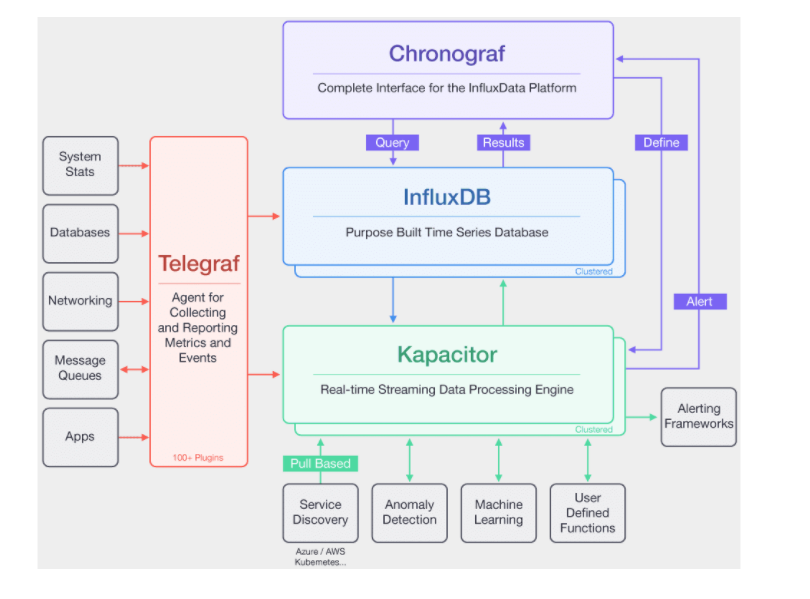 Chronograf
Complete Interface for the InfluxData Platform
Query
Results
Define
System
Stats
Databases
Networking
Message
Queues
Apps
Telegraf
Agent for
Collecting
and Reporting
Metrics and
Events
100+ Plugins
InfluxDB
Purpose Built Time Series Database
Clustered
Alert
Kapacitor
Real-time Streaming Data Processing Engine
Clustered
Alerting
Frameworks
Pull Based
Service
Discovery
Azure / AWS
Kubernetes...
Anomaly
Detection
Machine
Learning
User
Defined
Functions